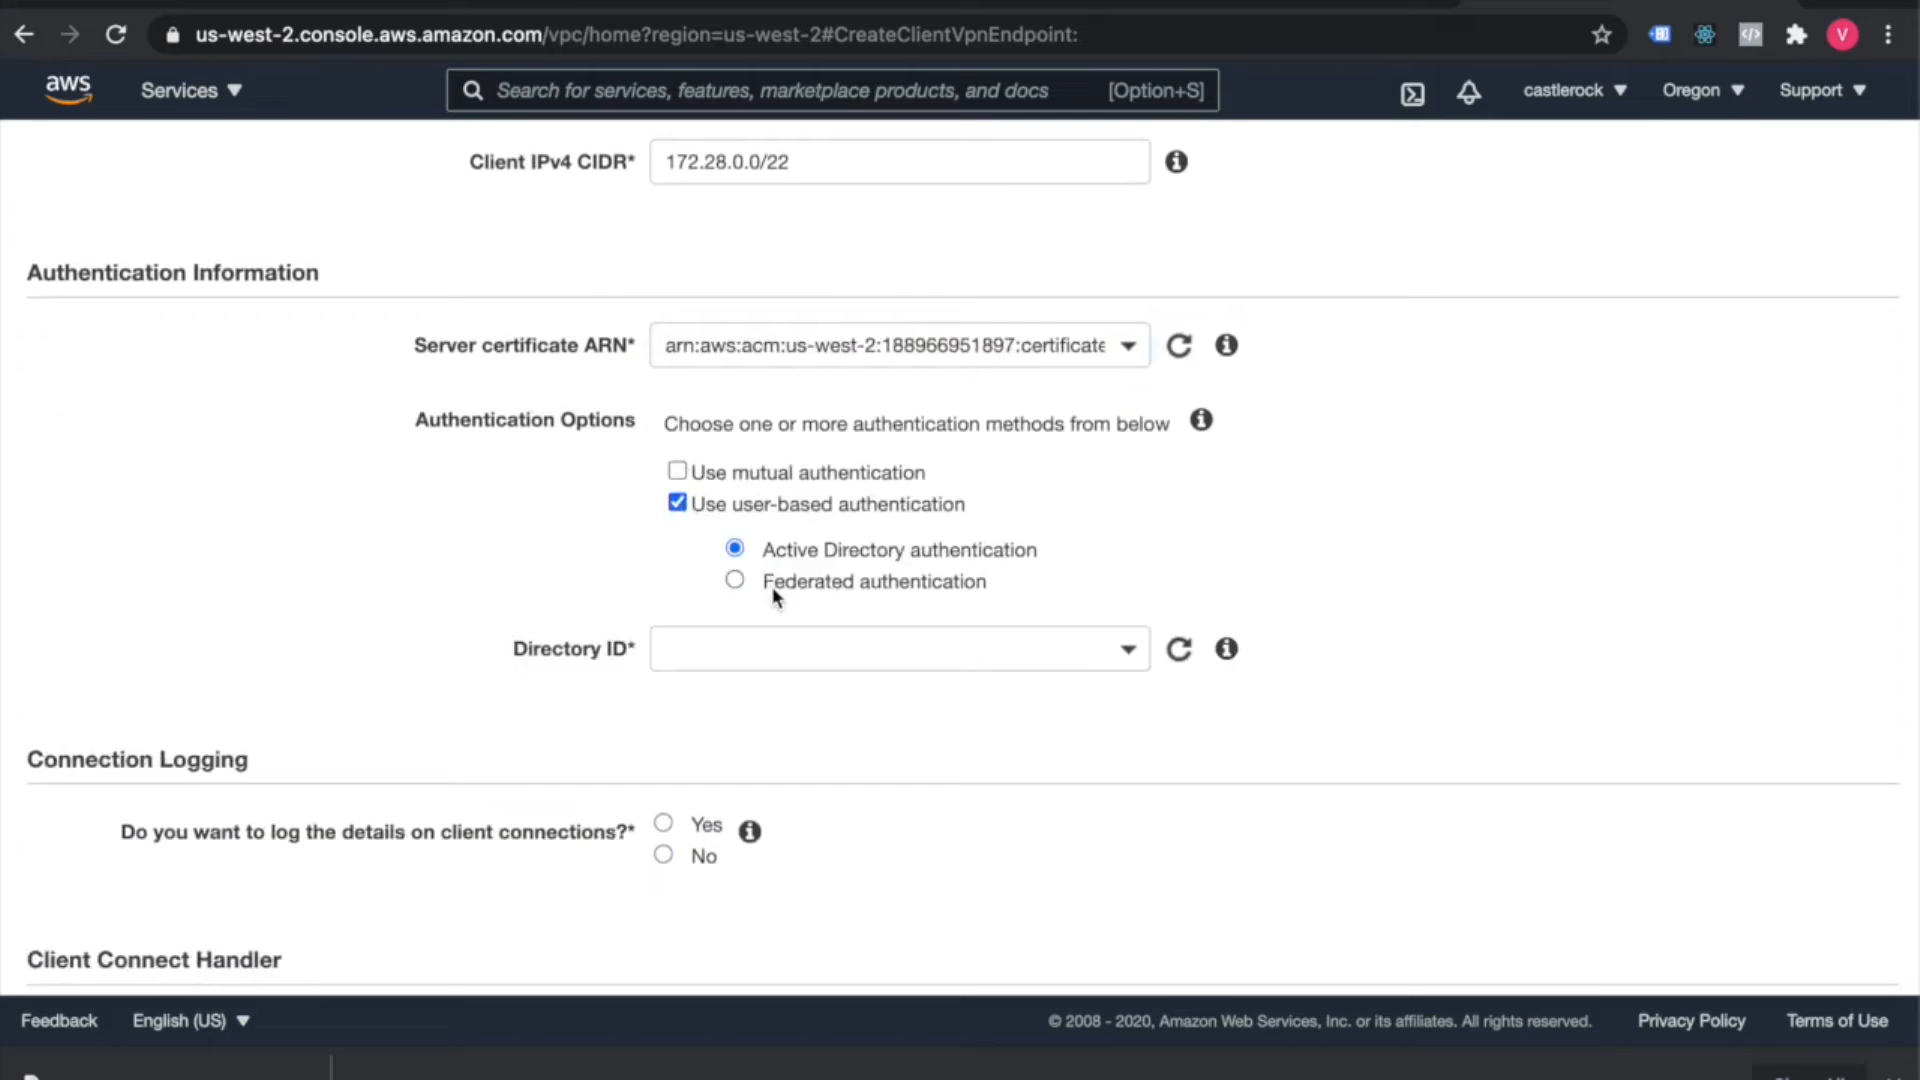 us-west-2.console.aws.amazon.com/vpc/home?region=us-west-2#CreateClientVpnEndpoint:
V
aws
Services
Search for services, features, marketplace products, and docs
[Option+S]
castlerock
Oregon
Support
Client IPv4 CIDR*
172.28.0.0/22
Authentication Information
Server certificate ARN*
arn:aws:acm:us-west-2:188966951897:certificate
Authentication Options
Choose one or more authentication methods from below
Use mutual authentication
Use user-based authentication
Active Directory authentication
Federated authentication
Directory ID*
Connection Logging
Do you want to log the details on client connections?*
Yes
No
Client Connect Handler
Feedback
English (US)
© 2008 - 2020, Amazon Web Services, Inc. or its affiliates. All rights reserved.
Privacy Policy
Terms of Use